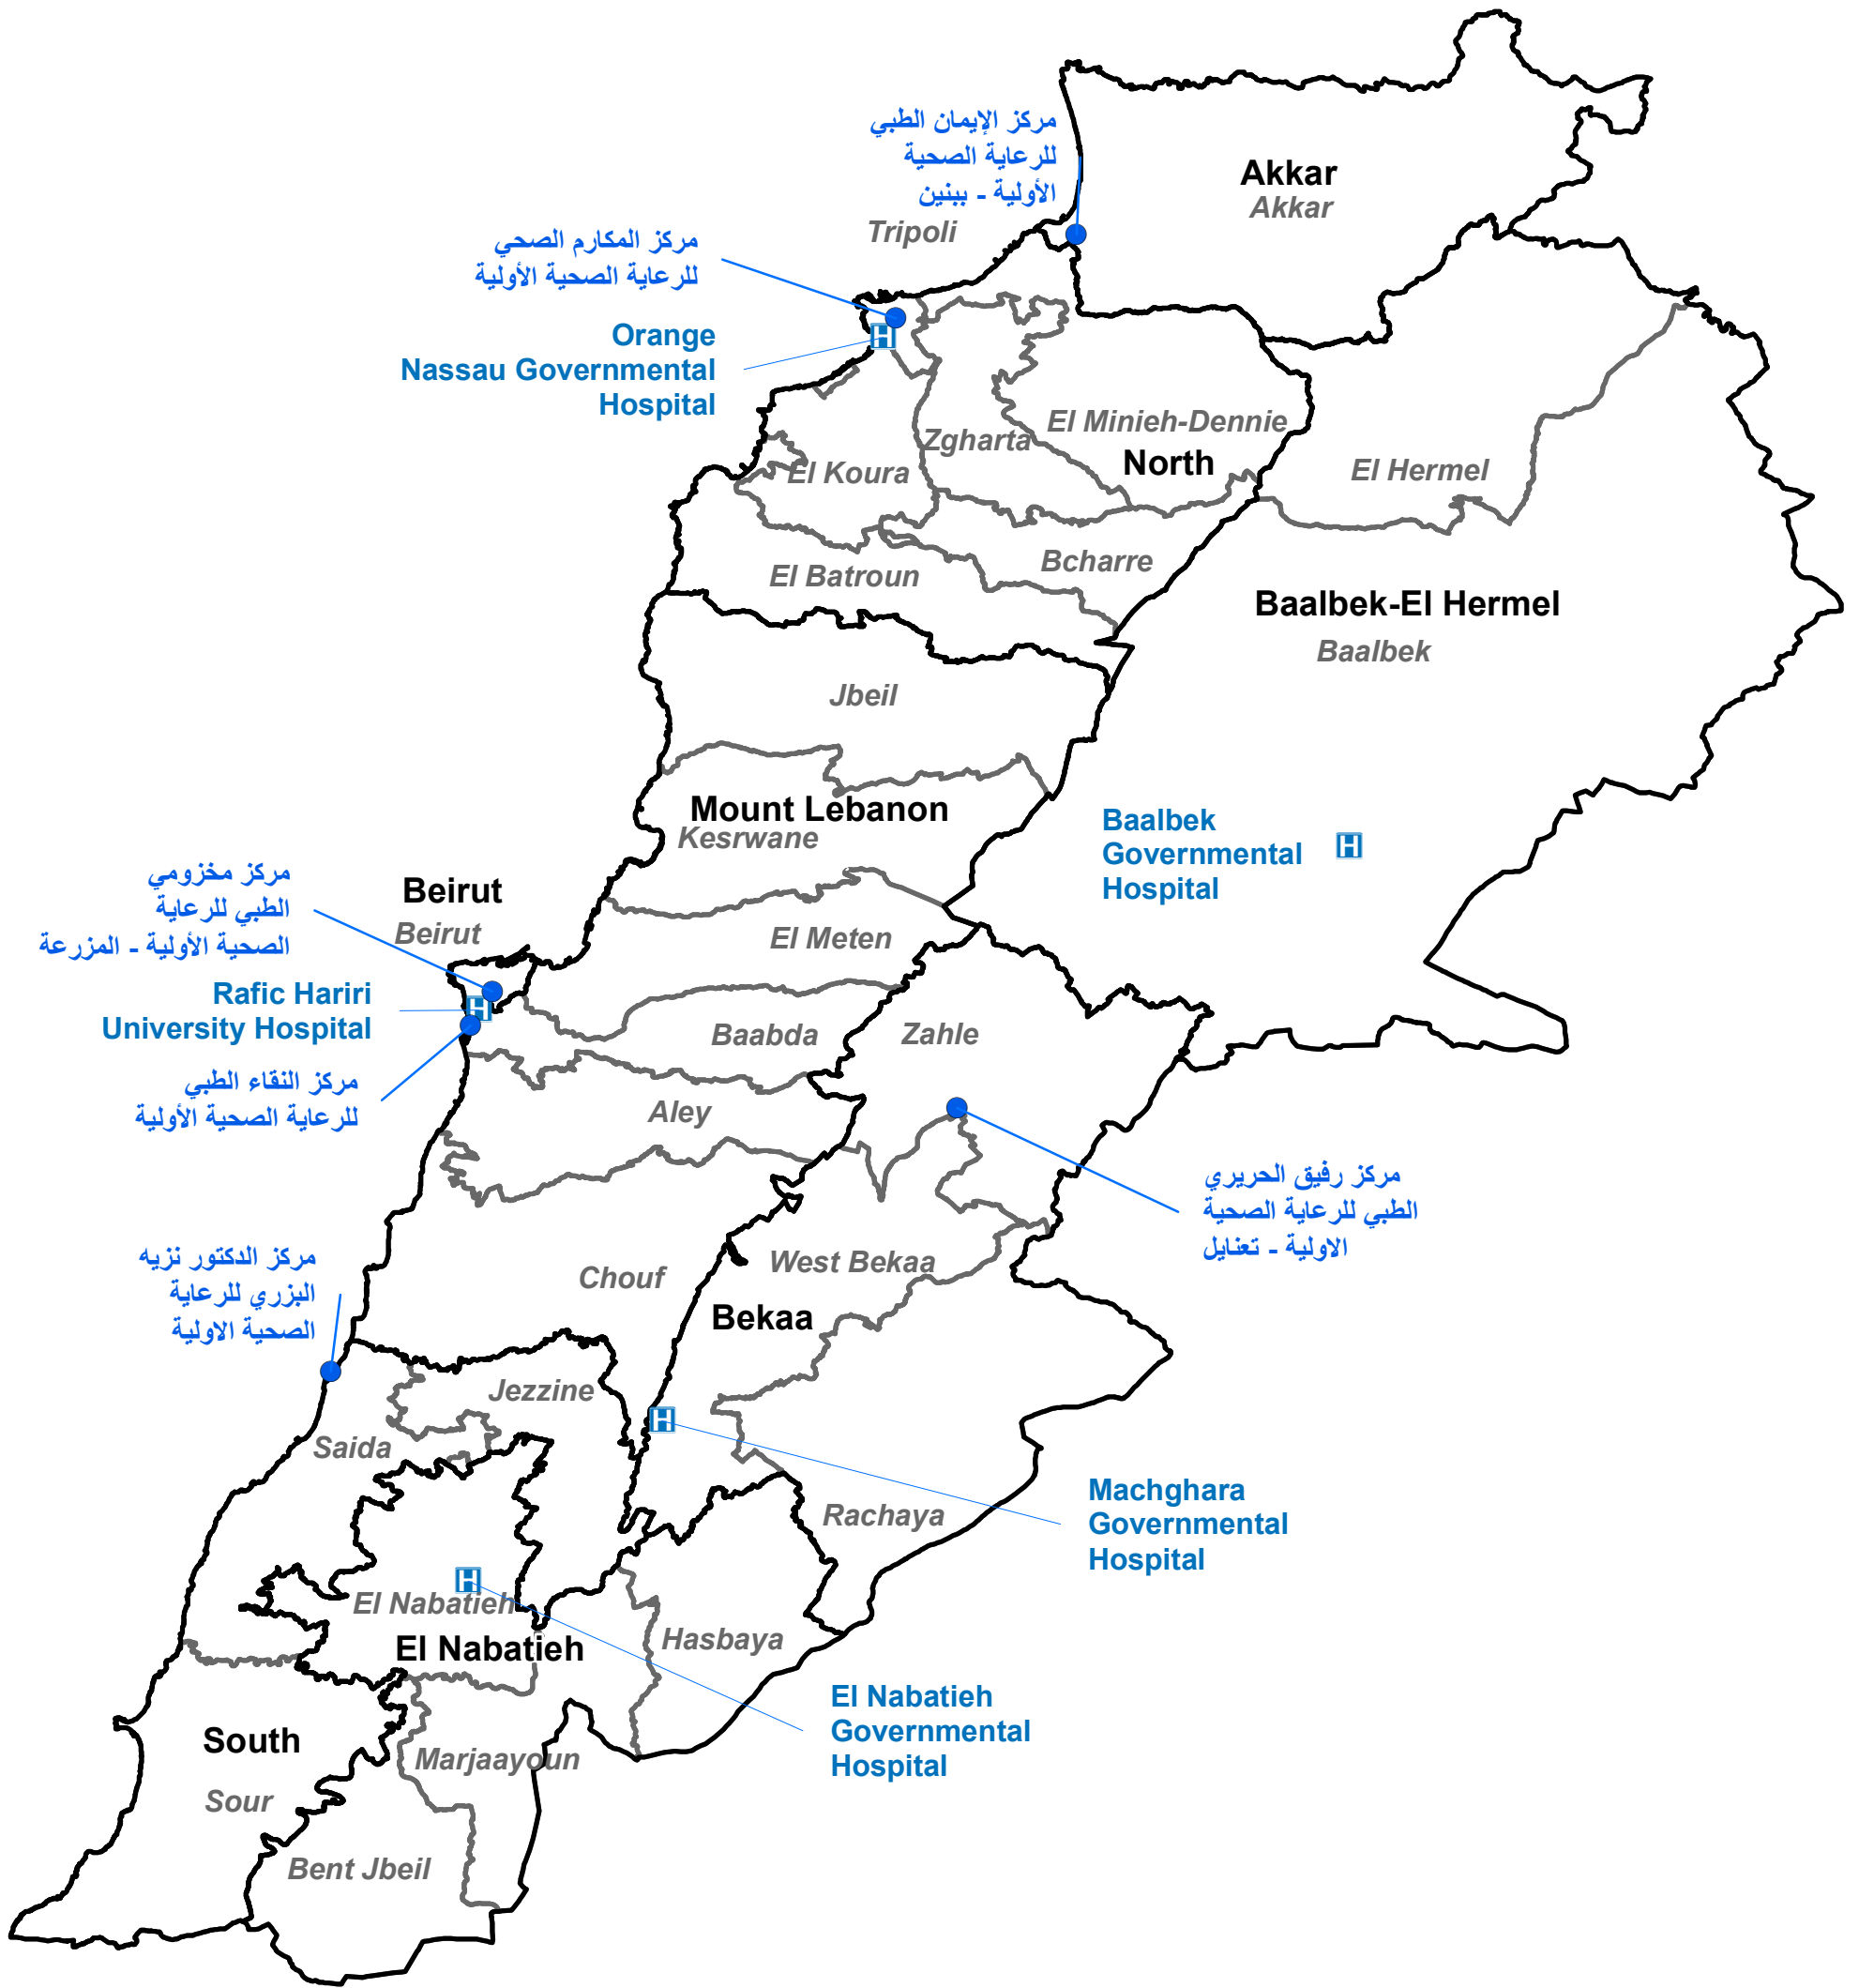 مركز الإيمان الطبي
للرعاية الصحية
الأولية - ببنين
Akkar
Akkar
Tripoli
مركز المكارم الصحي
للرعاية الصحية الأولية
Orange
Nassau Governmental
Hospital
El Minieh-Dennie
Zgharta
North
El Koura
El Hermel
Bcharre
El Batroun
Baalbek-El Hermel
Baalbek
Jbeil
Mount Lebanon
Kesrwane
Baalbek
Governmental
Hospital
مركز مخزومي
الطبي للرعاية
الصحية الأولية - المزرعة
Beirut
Beirut
El Meten
Rafic Hariri
University Hospital
Baabda
Zahle
مركز النقاء الطبي
للرعاية الصحية الأولية
Aley
مركز رفيق الحريري
الطبي للرعاية الصحية
الاولية - تعنايل
مركز الدكتور نزيه
البزري للرعاية
الصحية الاولية
Chouf
West Bekaa
Bekaa
Jezzine
Saida
Machghara
Governmental
Hospital
Rachaya
El Nabatieh
El Nabatieh
Hasbaya
El Nabatieh
Governmental
Hospital
South
Marjaayoun
Sour
Bent Jbeil